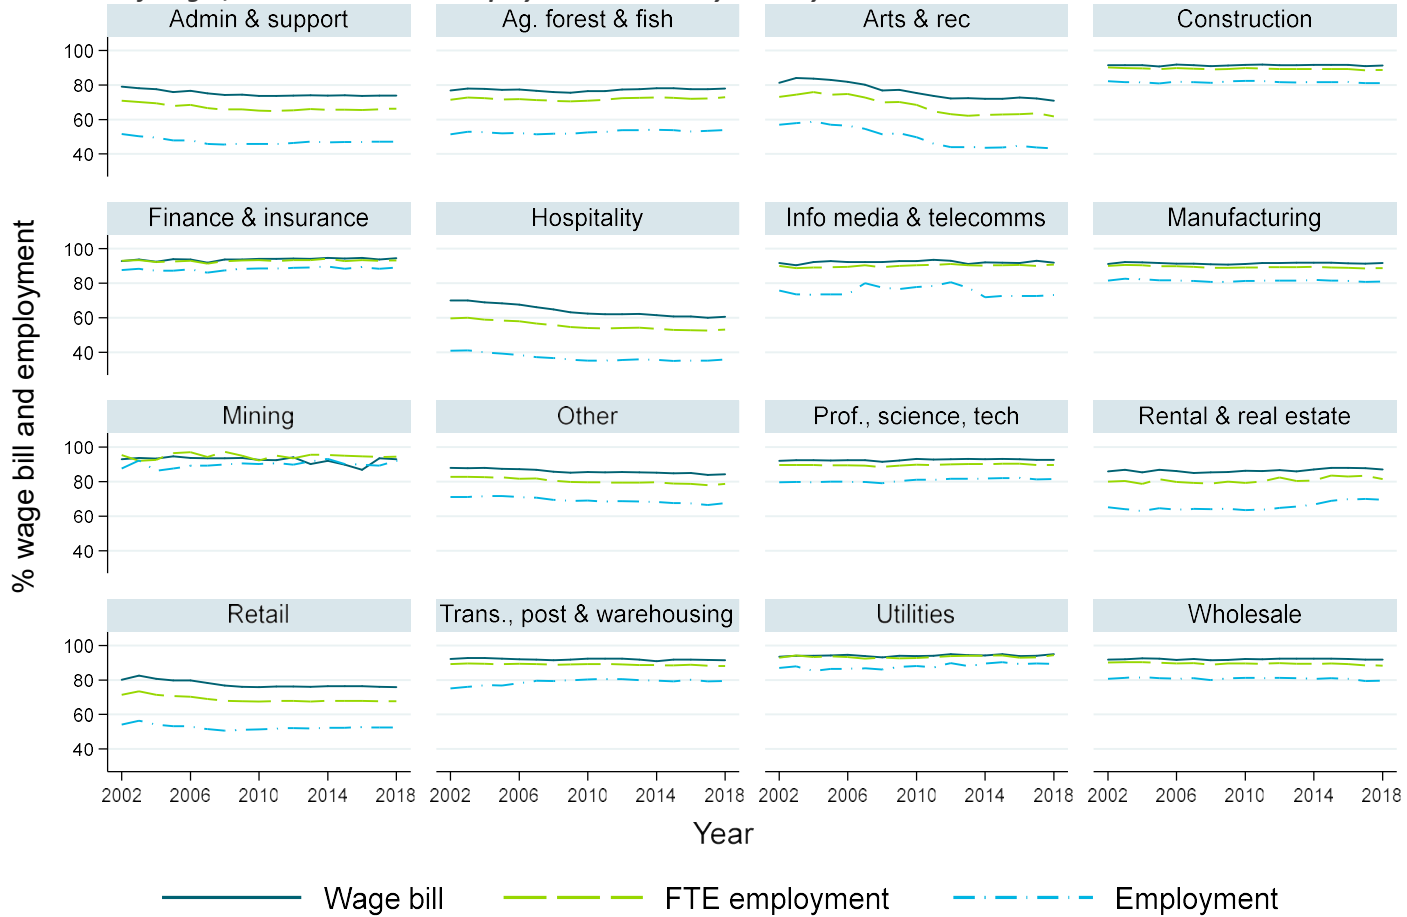 Admin & support
Ag. forest & fish
Arts & rec
Construction
100
80
60
40
Finance & insurance
Hospitality
Info media & telecomms
Manufacturing
100
80
60
40
% wage bill and employment
Mining
Other
Prof., science, tech
Rental & real estate
100
80
60
40
Retail
Trans., post & warehousing
Utilities
Wholesale
100
80
60
40
2002 2006 2010 2014 2018
2002 2006 2010 2014 2018
2002 2006 2010 2014 2018
2002 2006 2010 2014 2018
Year
Wage bill
FTE employment
Employment